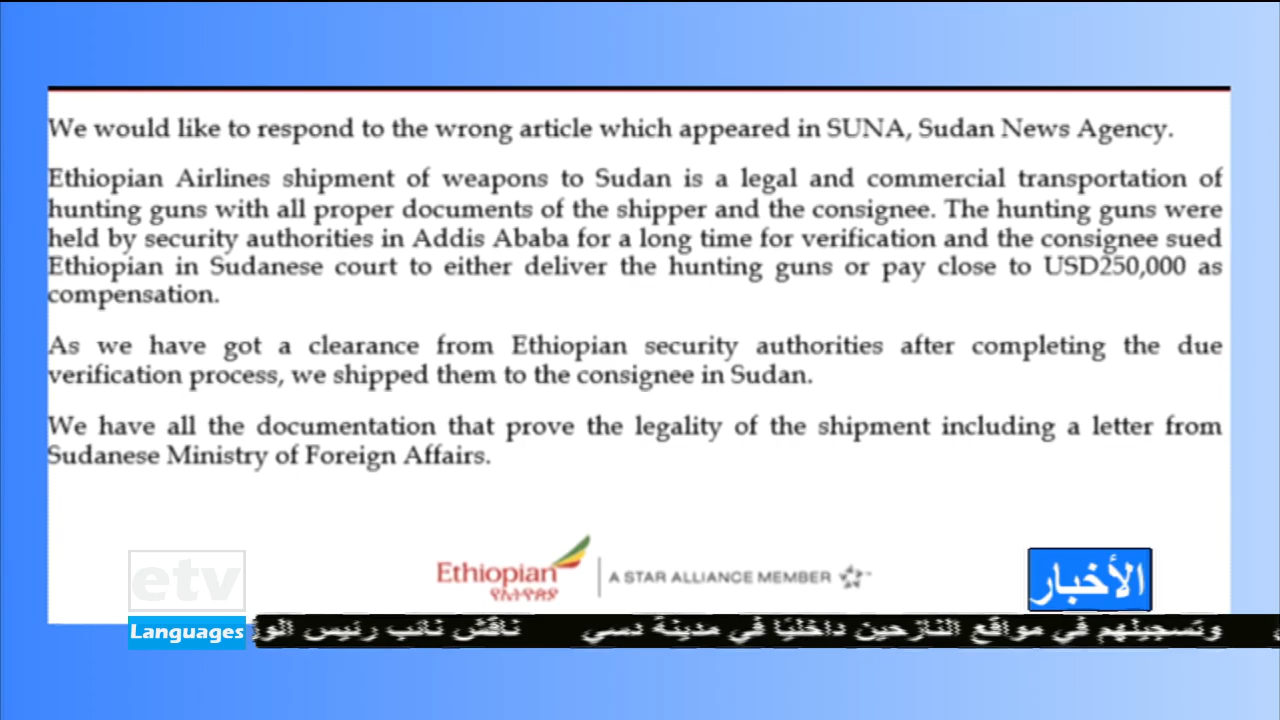 We would like to respond to the wrong article which appeared in SUNA, Sudan News Agency.
Ethiopian Airlines shipment of weapons to Sudan is a legal and commercial transportation of
hunting guns with all proper documents of the shipper and the consignee. The hunting guns were
held by security authorities in Addis Ababa for a long time for verification and the consignee sued
Ethiopian in Sudanese court to either deliver the hunting guns or pay close to USD250,000 as
compensation.
As we have got a clearance from Ethiopian security authorities after completing the due
verification process, we shipped them to the consignee in Sudan.
We have all the documentation that prove the legality of the shipment including a letter from
Sudanese Ministry of Foreign Affairs.
Ethiopian
የኢትዮጵያ
A STAR ALLIANCE MEMBER
etv
Languages
الأخبار
وتسجيلهم في مواقع النازحين داخليًا في مدينة دسي ناقش نائب رئيس